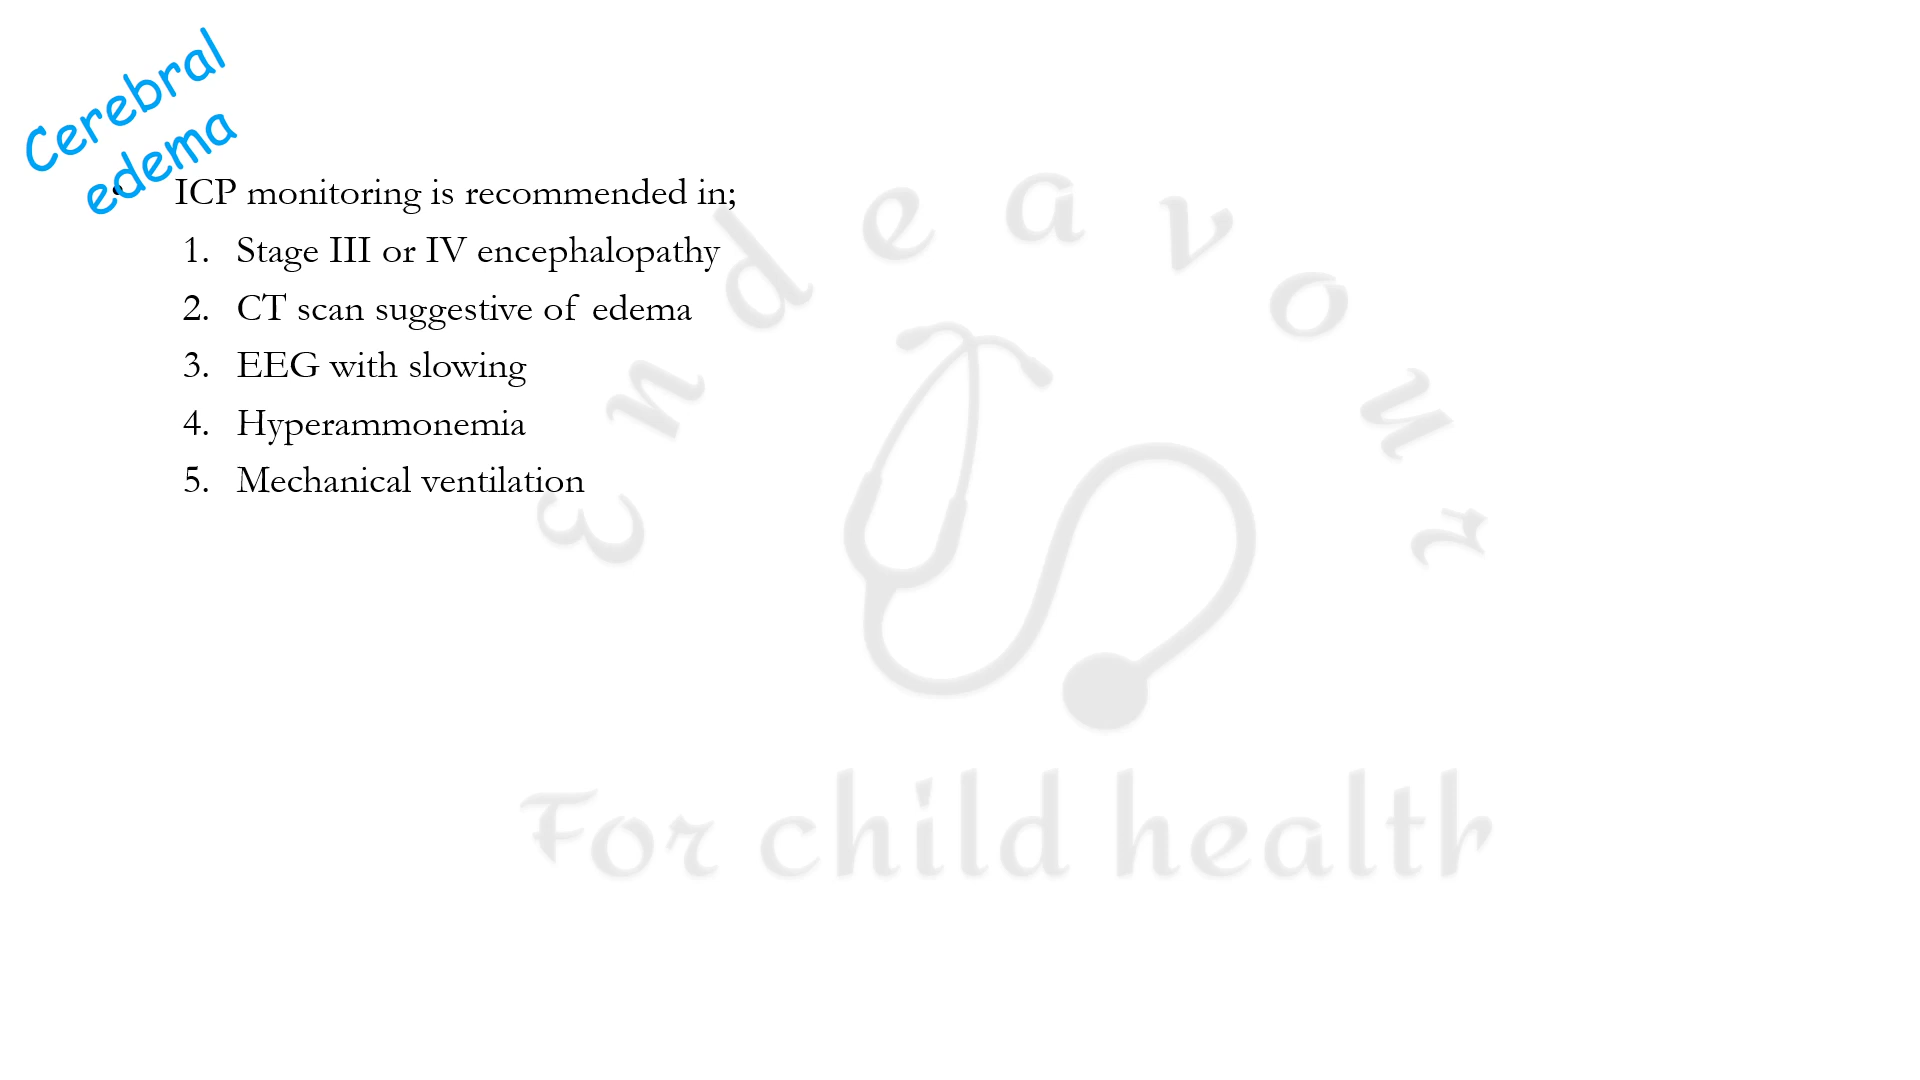 Cerebral
edema
• ICP monitoring is recommended in;
1. Stage III or IV encephalopathy
2. CT scan suggestive of edema
3. EEG with slowing
4. Hyperammonemia
5. Mechanical ventilation
Endeavour
For child health